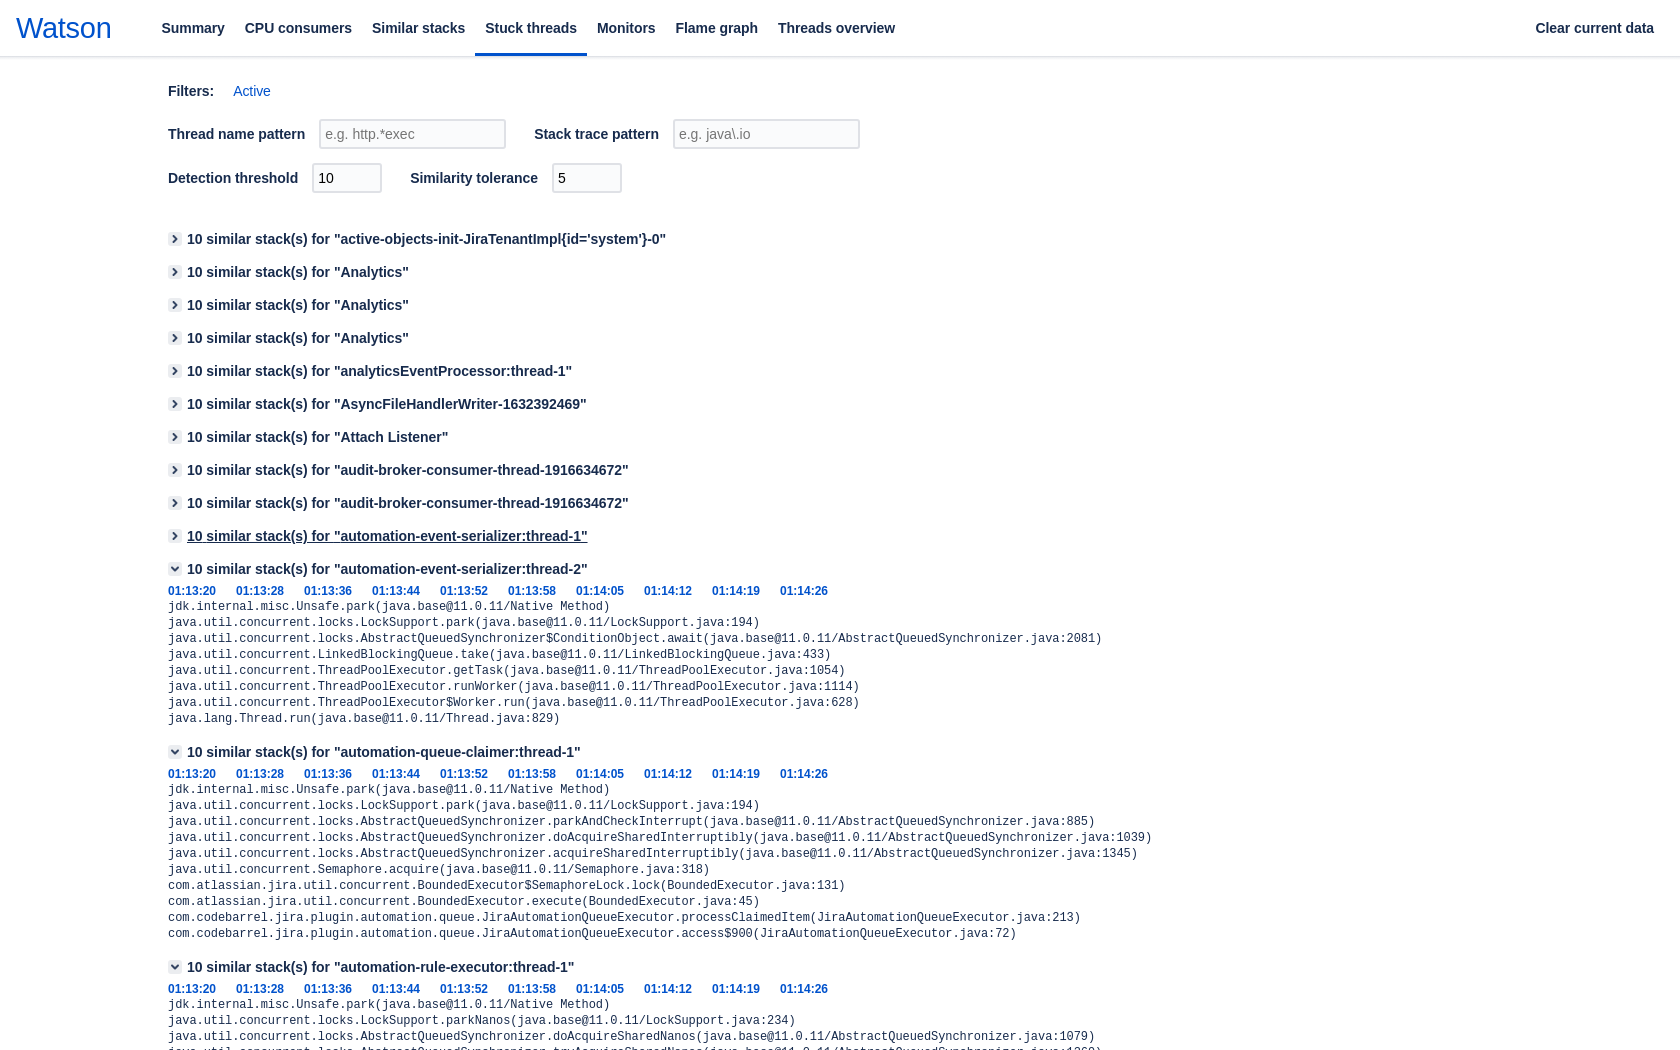 Watson Summary CPU consumers Similar stacks Stuck threads Monitors Flame graph Threads overview Clear current data
Filters: Active
Thread name pattern e.g. http.*exec Stack trace pattern e.g. java\.io
Detection threshold 10 Similarity tolerance 5
10 similar stack(s) for "active-objects-init-JiraTenantImpl{id='system'}-0"
10 similar stack(s) for "Analytics"
10 similar stack(s) for "Analytics"
10 similar stack(s) for "Analytics"
10 similar stack(s) for "analyticsEventProcessor:thread-1"
10 similar stack(s) for "AsyncFileHandlerWriter-1632392469"
10 similar stack(s) for "Attach Listener"
10 similar stack(s) for "audit-broker-consumer-thread-1916634672"
10 similar stack(s) for "audit-broker-consumer-thread-1916634672"
10 similar stack(s) for "automation-event-serializer:thread-1"
10 similar stack(s) for "automation-event-serializer:thread-2"
01:13:20 01:13:28 01:13:36 01:13:44 01:13:52 01:13:58 01:14:05 01:14:12 01:14:19 01:14:26
jdk.internal.misc.Unsafe.park(java.base@11.0.11/Native Method)
java.util.concurrent.locks.LockSupport.park(java.base@11.0.11/LockSupport.java:194)
java.util.concurrent.locks.AbstractQueuedSynchronizer$ConditionObject.await(java.base@11.0.11/AbstractQueuedSynchronizer.java:2081)
java.util.concurrent.LinkedBlockingQueue.take(java.base@11.0.11/LinkedBlockingQueue.java:433)
java.util.concurrent.ThreadPoolExecutor.getTask(java.base@11.0.11/ThreadPoolExecutor.java:1054)
java.util.concurrent.ThreadPoolExecutor.runWorker(java.base@11.0.11/ThreadPoolExecutor.java:1114)
java.util.concurrent.ThreadPoolExecutor$Worker.run(java.base@11.0.11/ThreadPoolExecutor.java:628)
java.lang.Thread.run(java.base@11.0.11/Thread.java:829)
10 similar stack(s) for "automation-queue-claimer:thread-1"
01:13:20 01:13:28 01:13:36 01:13:44 01:13:52 01:13:58 01:14:05 01:14:12 01:14:19 01:14:26
jdk.internal.misc.Unsafe.park(java.base@11.0.11/Native Method)
java.util.concurrent.locks.LockSupport.park(java.base@11.0.11/LockSupport.java:194)
java.util.concurrent.locks.AbstractQueuedSynchronizer.parkAndCheckInterrupt(java.base@11.0.11/AbstractQueuedSynchronizer.java:885)
java.util.concurrent.locks.AbstractQueuedSynchronizer.doAcquireSharedInterruptibly(java.base@11.0.11/AbstractQueuedSynchronizer.java:1039)
java.util.concurrent.locks.AbstractQueuedSynchronizer.acquireSharedInterruptibly(java.base@11.0.11/AbstractQueuedSynchronizer.java:1345)
java.util.concurrent.Semaphore.acquire(java.base@11.0.11/Semaphore.java:318)
com.atlassian.jira.util.concurrent.BoundedExecutor$SemaphoreLock.lock(BoundedExecutor.java:131)
com.atlassian.jira.util.concurrent.BoundedExecutor.execute(BoundedExecutor.java:45)
com.codebarrel.jira.plugin.automation.queue.JiraAutomationQueueExecutor.processClaimedItem(JiraAutomationQueueExecutor.java:213)
com.codebarrel.jira.plugin.automation.queue.JiraAutomationQueueExecutor.access$900(JiraAutomationQueueExecutor.java:72)
10 similar stack(s) for "automation-rule-executor:thread-1"
01:13:20 01:13:28 01:13:36 01:13:44 01:13:52 01:13:58 01:14:05 01:14:12 01:14:19 01:14:26
jdk.internal.misc.Unsafe.park(java.base@11.0.11/Native Method)
java.util.concurrent.locks.LockSupport.parkNanos(java.base@11.0.11/LockSupport.java:234)
java.util.concurrent.locks.AbstractQueuedSynchronizer.doAcquireSharedNanos(java.base@11.0.11/AbstractQueuedSynchronizer.java:1079)